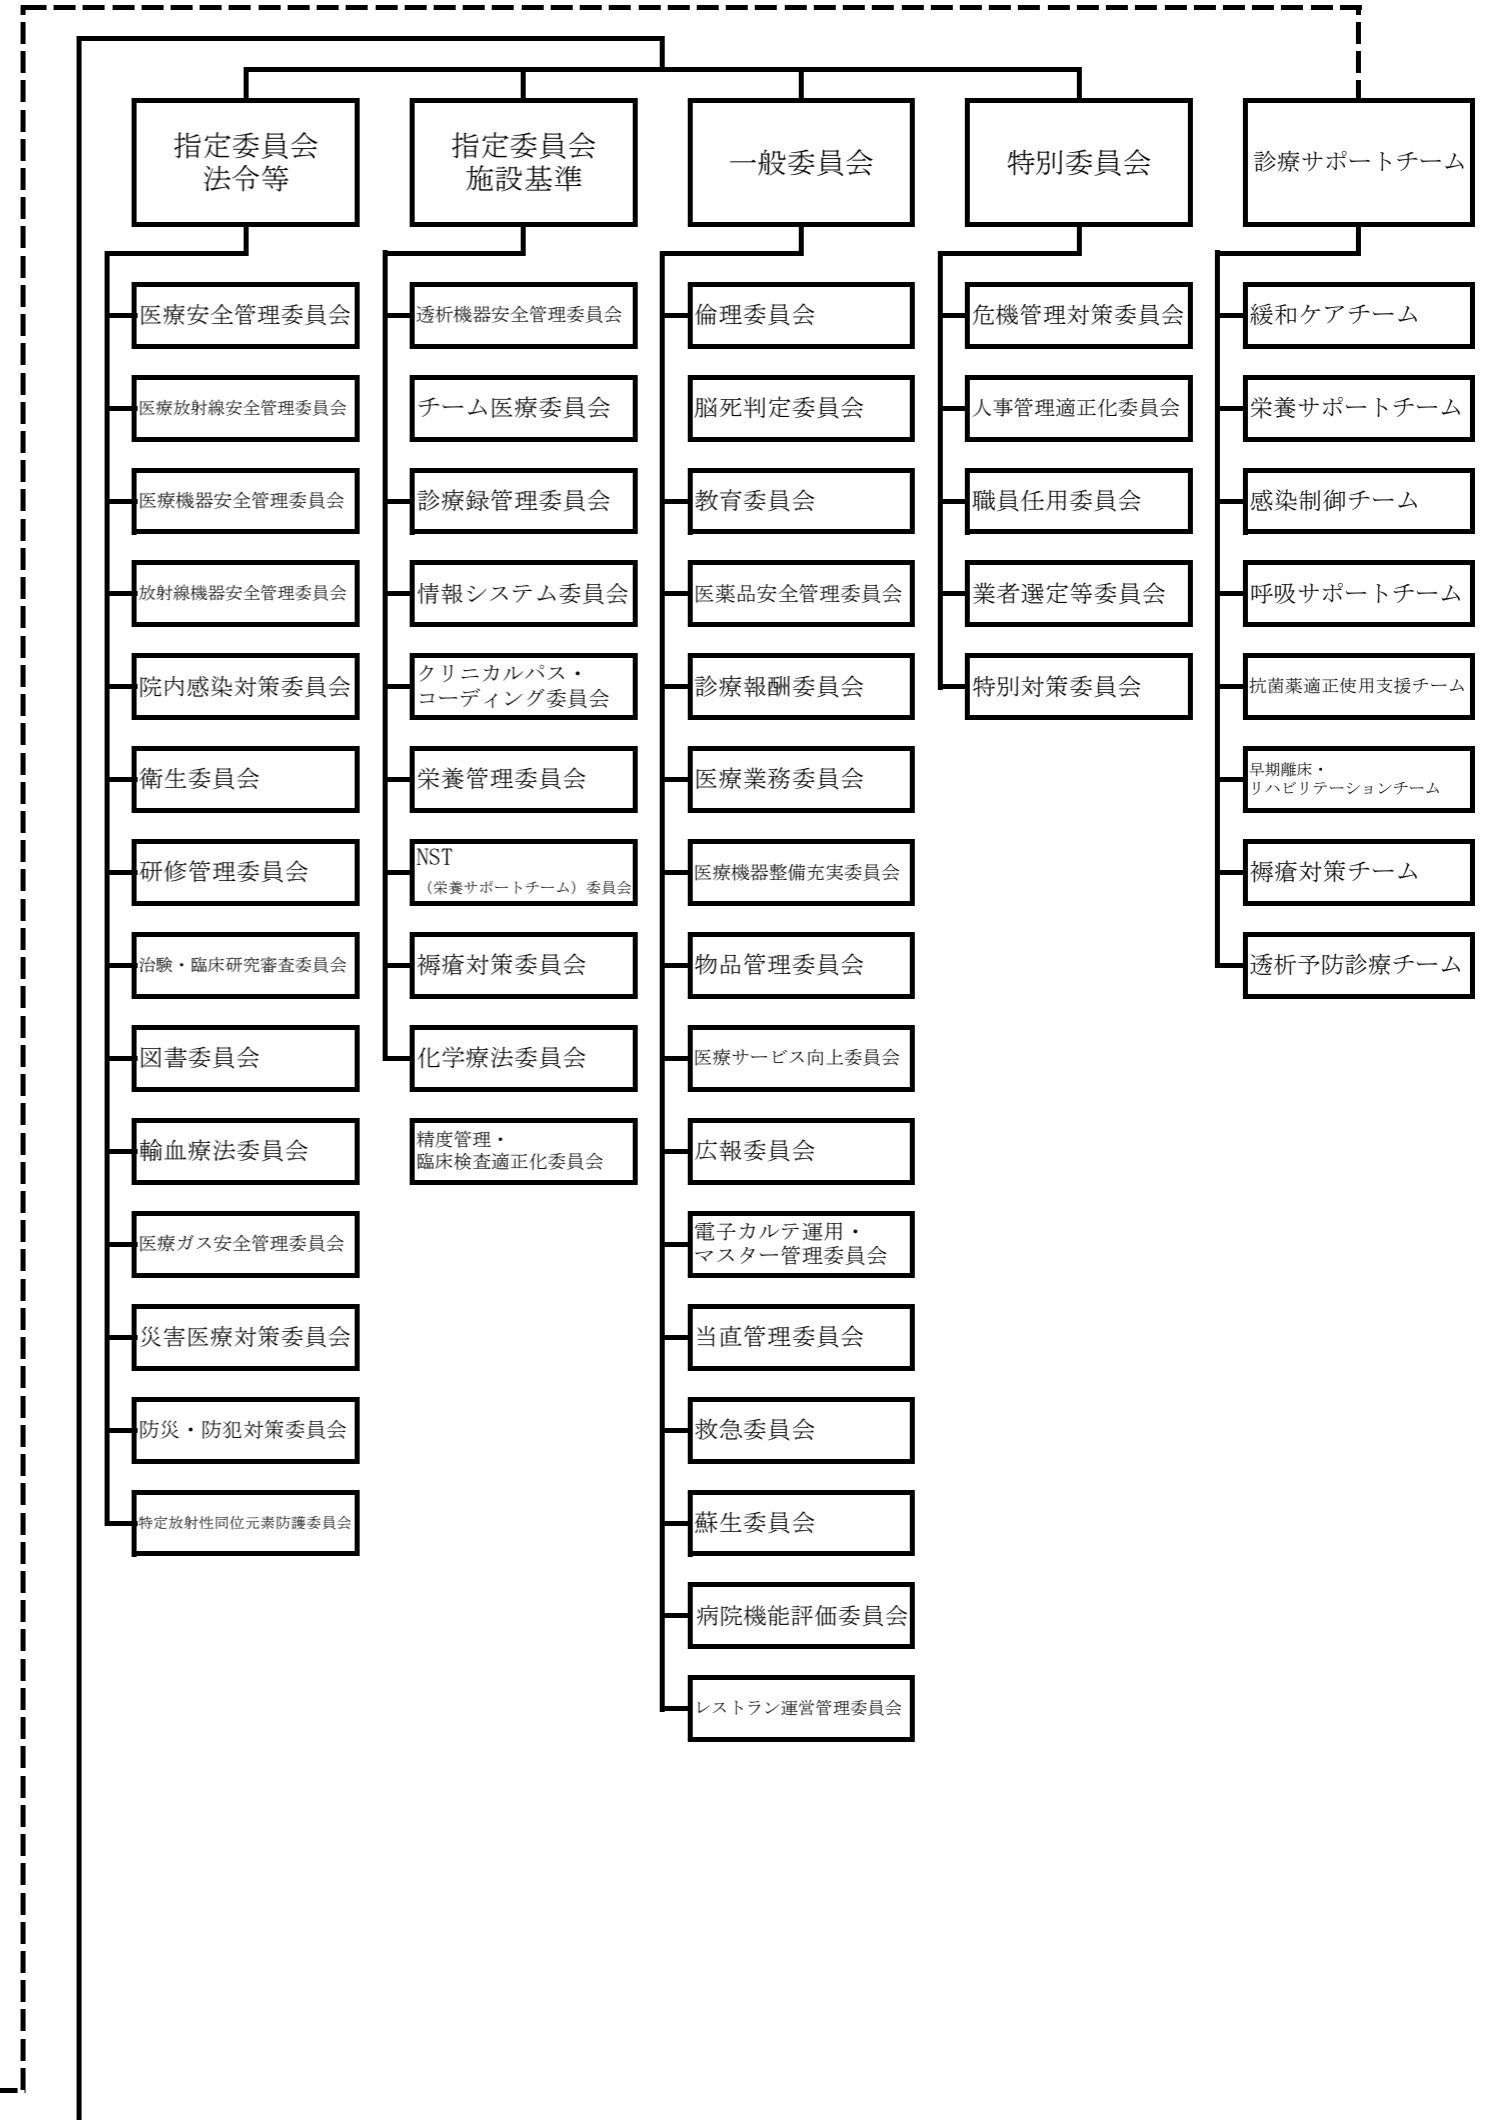 指定委員会
法令等
医療安全管理委員会
医療放射線安全管理委員会
医療機器安全管理委員会
放射線機器安全管理委員会
院内感染対策委員会
衛生委員会
研修管理委員会
治験・臨床研究審査委員会
図書委員会
輸血療法委員会
医療ガス安全管理委員会
災害医療対策委員会
防災・防犯対策委員会
特定放射性同位元素防護委員会
指定委員会
施設基準
透析機器安全管理委員会
チーム医療委員会
診療録管理委員会
情報システム委員会
クリニカルパス・
コーディング委員会
栄養管理委員会
NST
（栄養サポートチーム）委員会
褥瘡対策委員会
化学療法委員会
精度管理・
臨床検査適正化委員会
一般委員会
倫理委員会
脳死判定委員会
教育委員会
医薬品安全管理委員会
診療報酬委員会
医療業務委員会
医療機器整備充実委員会
物品管理委員会
医療サービス向上委員会
広報委員会
電子カルテ運用・
マスター管理委員会
当直管理委員会
救急委員会
蘇生委員会
病院機能評価委員会
レストラン運営管理委員会
特別委員会
危機管理対策委員会
人事管理適正化委員会
職員任用委員会
業者選定等委員会
特別対策委員会
診療サポートチーム
緩和ケアチーム
栄養サポートチーム
感染制御チーム
呼吸サポートチーム
抗菌薬適正使用支援チーム
早期離床・
リハビリテーションチーム
褥瘡対策チーム
透析予防診療チーム